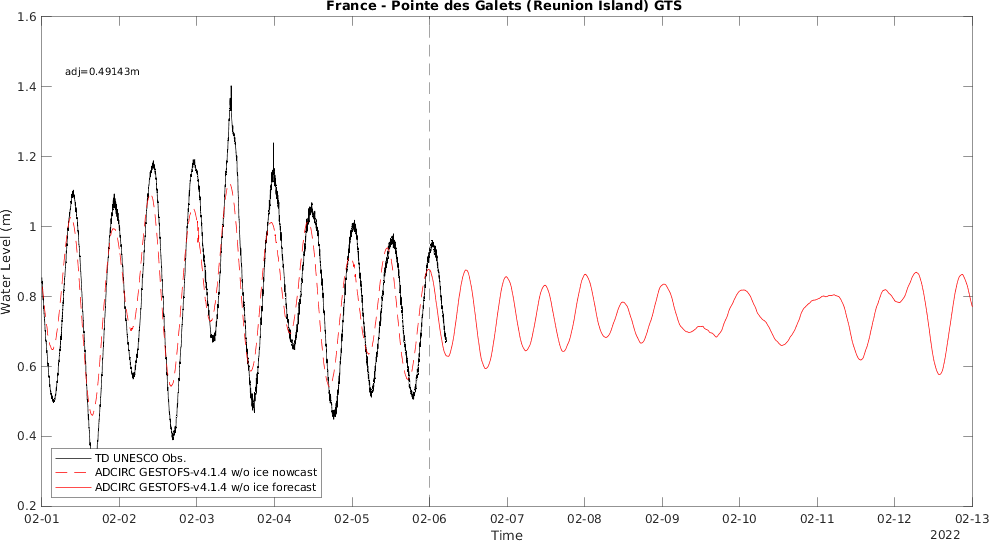 France - Pointe des Galets (Reunion Island) GTS
1.6
adj=0.49143m
1.4
1.2
1
0.8
0.6
0.4
0.2
Water Level (m)
TD UNESCO Obs.
ADCIRC GESTOFS-v4.1.4 w/o ice nowcast
ADCIRC GESTOFS-v4.1.4 w/o ice forecast
02-01 02-02 02-03 02-04 02-05 02-06 02-07 02-08 02-09 02-10 02-11 02-12 02-13
Time
2022